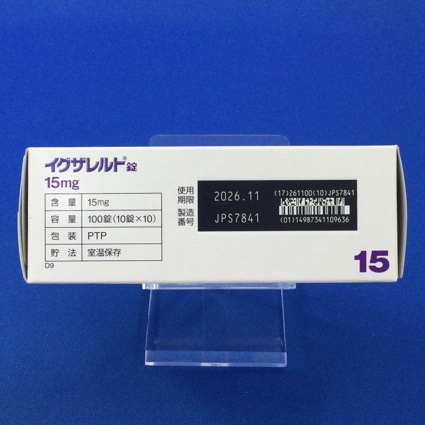 イグザレルト®錠
15mg
含量 15mg
容量 100錠(10錠×10)
包装 PTP
貯法 室温保存
D9
使用期限 2026.11
製造番号 JPS7841
(17)261100(10)JPS7841
(01)14987341109636
15